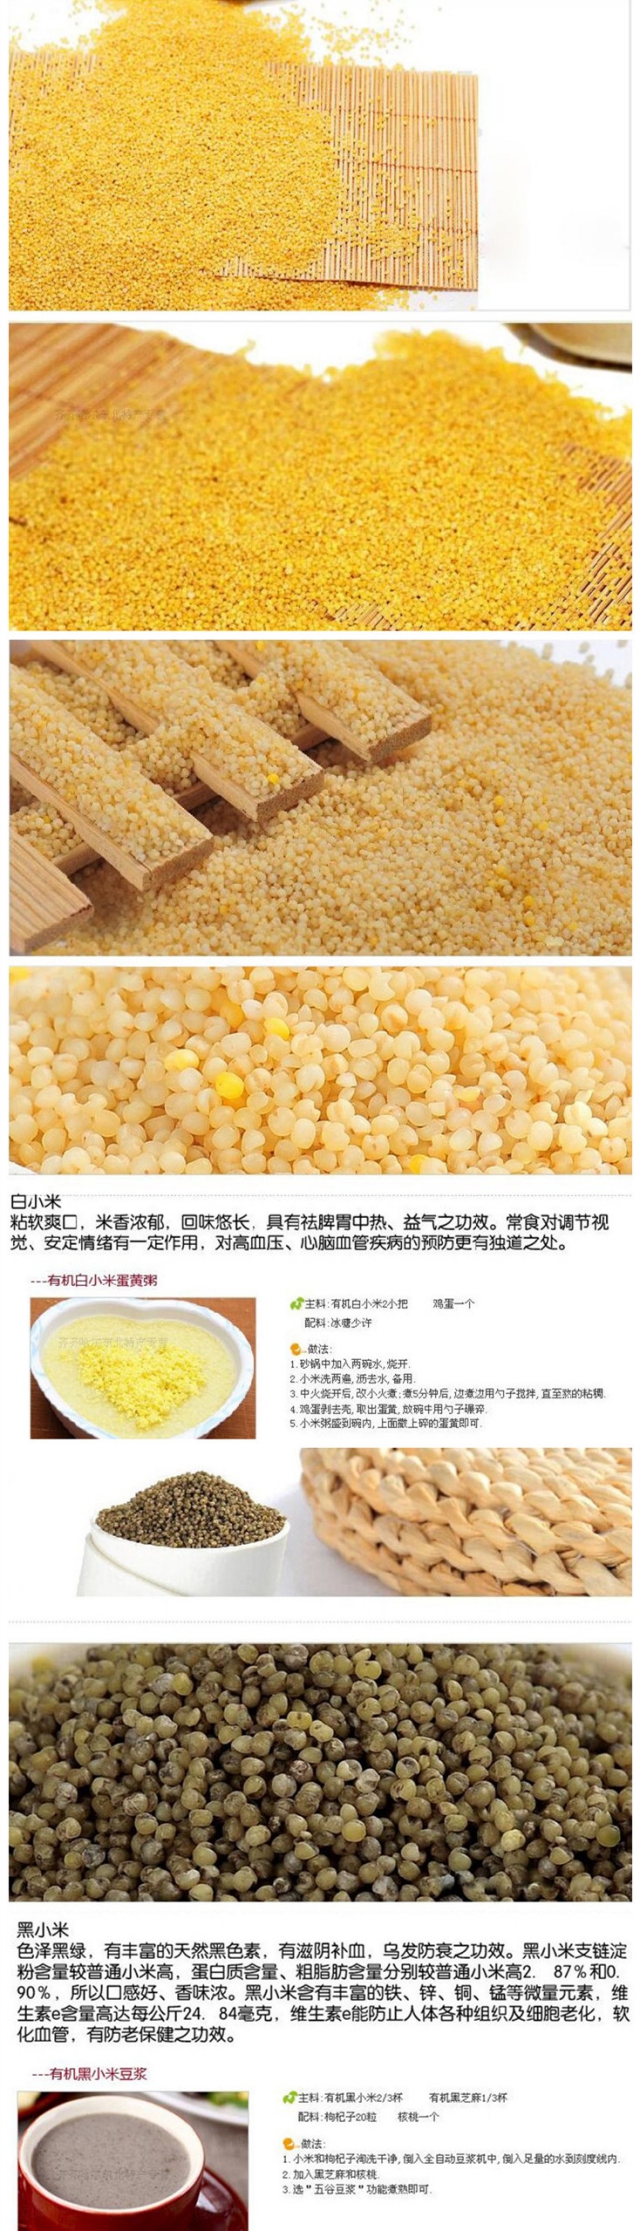 白小米
粘软爽口，米香浓郁，回味悠长，具有祛脾胃中热、益气之功效。常食对调节视
觉、安定情绪有一定作用，对高血压、心脑血管疾病的预防更有独道之处。
---有机白小米蛋黄粥
主料:有机白小米2小把 鸡蛋一个
配料:冰糖少许
...做法:
1.砂锅中加入两碗水,烧开.
2.小米洗两遍,沥去水,备用.
3.中火烧开后,改小火煮;煮5分钟后,边煮边用勺子搅拌,直至熬的粘稠.
4.鸡蛋剥去壳,取出蛋黄,放碗中用勺子碾碎.
5.小米粥盛到碗内,上面撒上碎的蛋黄即可.
黑小米
色泽黑绿，有丰富的天然黑色素，有滋阴补血，乌发防衰之功效。黑小米支链淀
粉含量较普通小米高，蛋白质含量、粗脂肪含量分别较普通小米高2. 87％和0.
90％，所以口感好、香味浓。黑小米含有丰富的铁、锌、铜、锰等微量元素，维
生素e含量高达每公斤24. 84毫克，维生素e能防止人体各种组织及细胞老化，软
化血管，有防老保健之功效。
---有机黑小米豆浆
主料:有机黑小米2/3杯 有机黑芝麻1/3杯
配料:枸杞子20粒 核桃一个
...做法:
1.小米和枸杞子淘洗干净,倒入全自动豆浆机中,倒入足量的水到刻度线内.
2.加入黑芝麻和核桃.
3.选"五谷豆浆"功能煮熟即可.